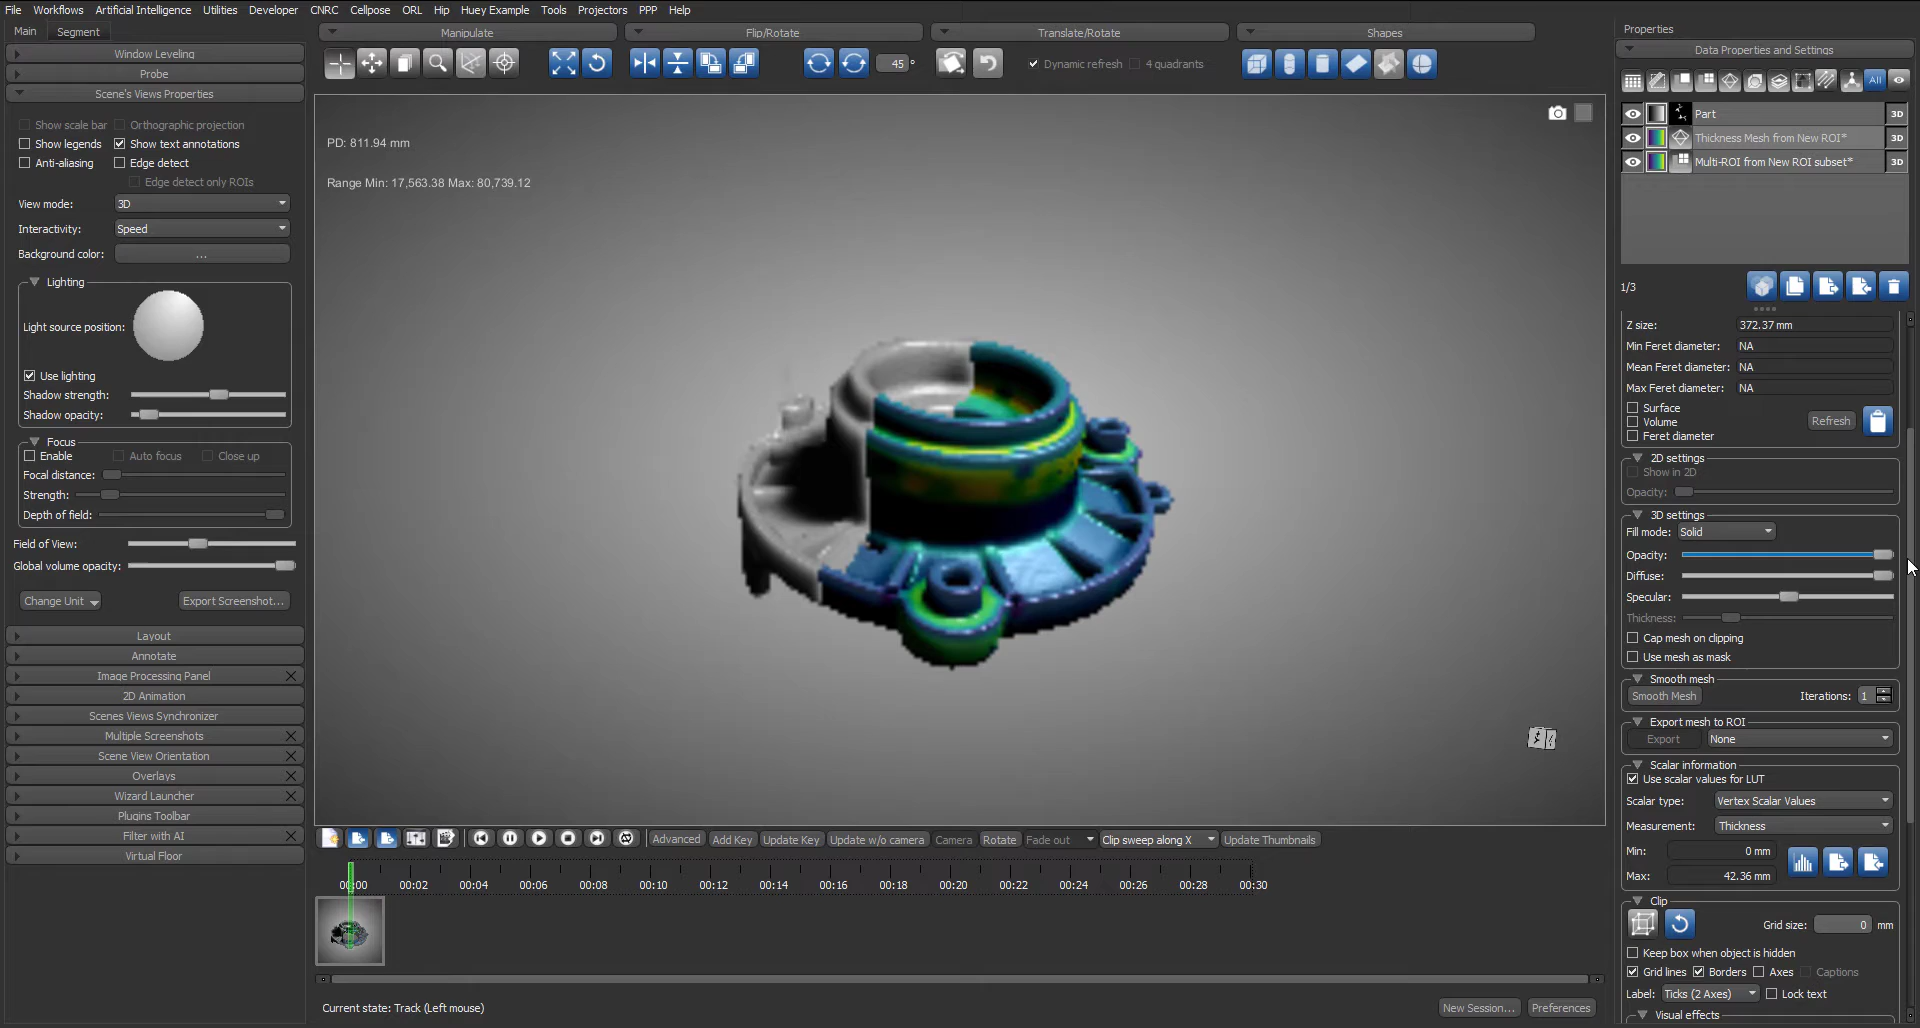 File Workflows Artificial Intelligence Utilities Developer CNRC Cellpose ORL Hip Huey Example Tools Projectors PPP Help
Main Segment
Window Leveling
Probe
Scene's Views Properties
Show scale bar Orthographic projection
Show legends Show text annotations
Anti-aliasing Edge detect
Edge detect only ROIs
View mode: 3D
Interactivity: Speed
Background color: ...
Lighting
Light source position:
Use lighting
Shadow strength:
Shadow opacity:
Focus
Enable Auto focus Close up
Focal distance:
Strength:
Depth of field:
Field of View:
Global volume opacity:
Change Unit Export Screenshot...
Layout
Annotate
Image Processing Panel
2D Animation
Scenes Views Synchronizer
Multiple Screenshots
Scene View Orientation
Overlays
Wizard Launcher
Plugins Toolbar
Filter with AI
Virtual Floor
Manipulate Flip/Rotate Translate/Rotate Shapes
45 ° Dynamic refresh 4 quadrants
PD: 811.94 mm
Range Min: 17,563.38 Max: 80,739.12
Advanced Add Key Update Key Update w/o camera Camera Rotate Fade out Clip sweep along X Update Thumbnails
00:00 00:02 00:04 00:06 00:08 00:10 00:12 00:14 00:16 00:18 00:20 00:22 00:24 00:26 00:28 00:30
Current state: Track (Left mouse) New Session... Preferences
Properties
Data Properties and Settings
All
Part 3D
Thickness Mesh from New ROI* 3D
Multi-ROI from New ROI subset* 3D
1/3
Z size: 372.37 mm
Min Feret diameter: NA
Mean Feret diameter: NA
Max Feret diameter: NA
Surface
Volume Refresh
Feret diameter
2D settings
Show in 2D
Opacity:
3D settings
Fill mode: Solid
Opacity:
Diffuse:
Specular:
Thickness:
Cap mesh on clipping
Use mesh as mask
Smooth mesh
Smooth Mesh Iterations: 1
Export mesh to ROI
Export None
Scalar information
Use scalar values for LUT
Scalar type: Vertex Scalar Values
Measurement: Thickness
Min: 0 mm
Max: 42.36 mm
Clip
Grid size: 0 mm
Keep box when object is hidden
Grid lines Borders Axes Captions
Label: Ticks (2 Axes) Lock text
Visual effects